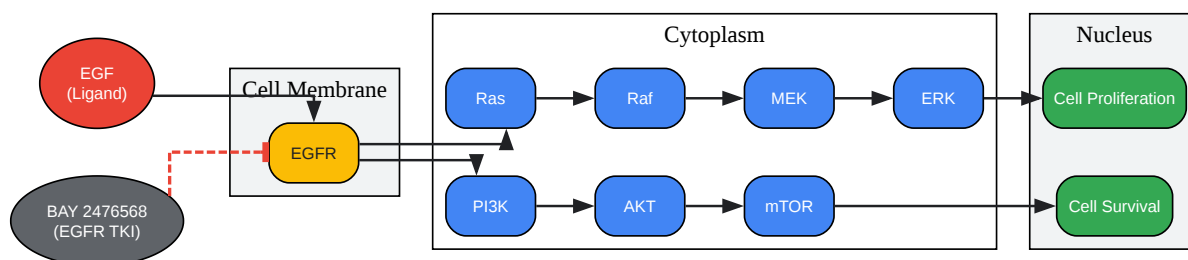 Cytoplasm
Nucleus
EGF
(Ligand)
Cell Membrane
Ras
Raf
MEK
ERK
Cell Proliferation
EGFR
BAY 2476568
(EGFR TKI)
PI3K
AKT
mTOR
Cell Survival